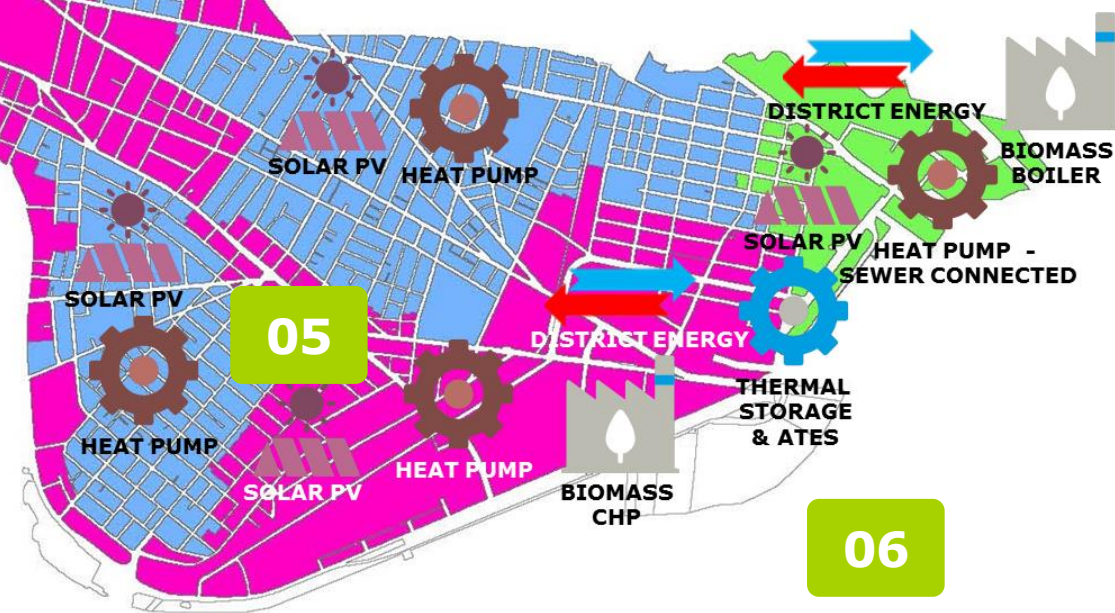 DISTRICT ENERGY
BIOMASS
BOILER
SOLAR PV
HEAT PUMP
SOLAR PV
HEAT PUMP -
SEWER CONNECTED
SOLAR PV
05
DISTRICT ENERGY
THERMAL
STORAGE
& ATES
HEAT PUMP
HEAT PUMP
SOLAR PV
BIOMASS
CHP
06